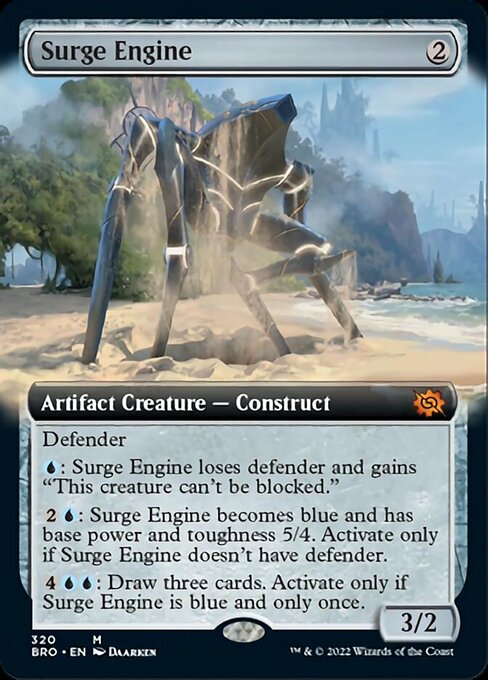 Surge Engine 2
Artifact Creature — Construct
Defender
: Surge Engine loses defender and gains
“This creature can't be blocked.”
2 : Surge Engine becomes blue and has
base power and toughness 5/4. Activate only
if Surge Engine doesn't have defender.
4 : Draw three cards. Activate only if
Surge Engine is blue and only once.
3/2
320 M
BRO • EN Daarken
™ & © 2022 Wizards of the Coast